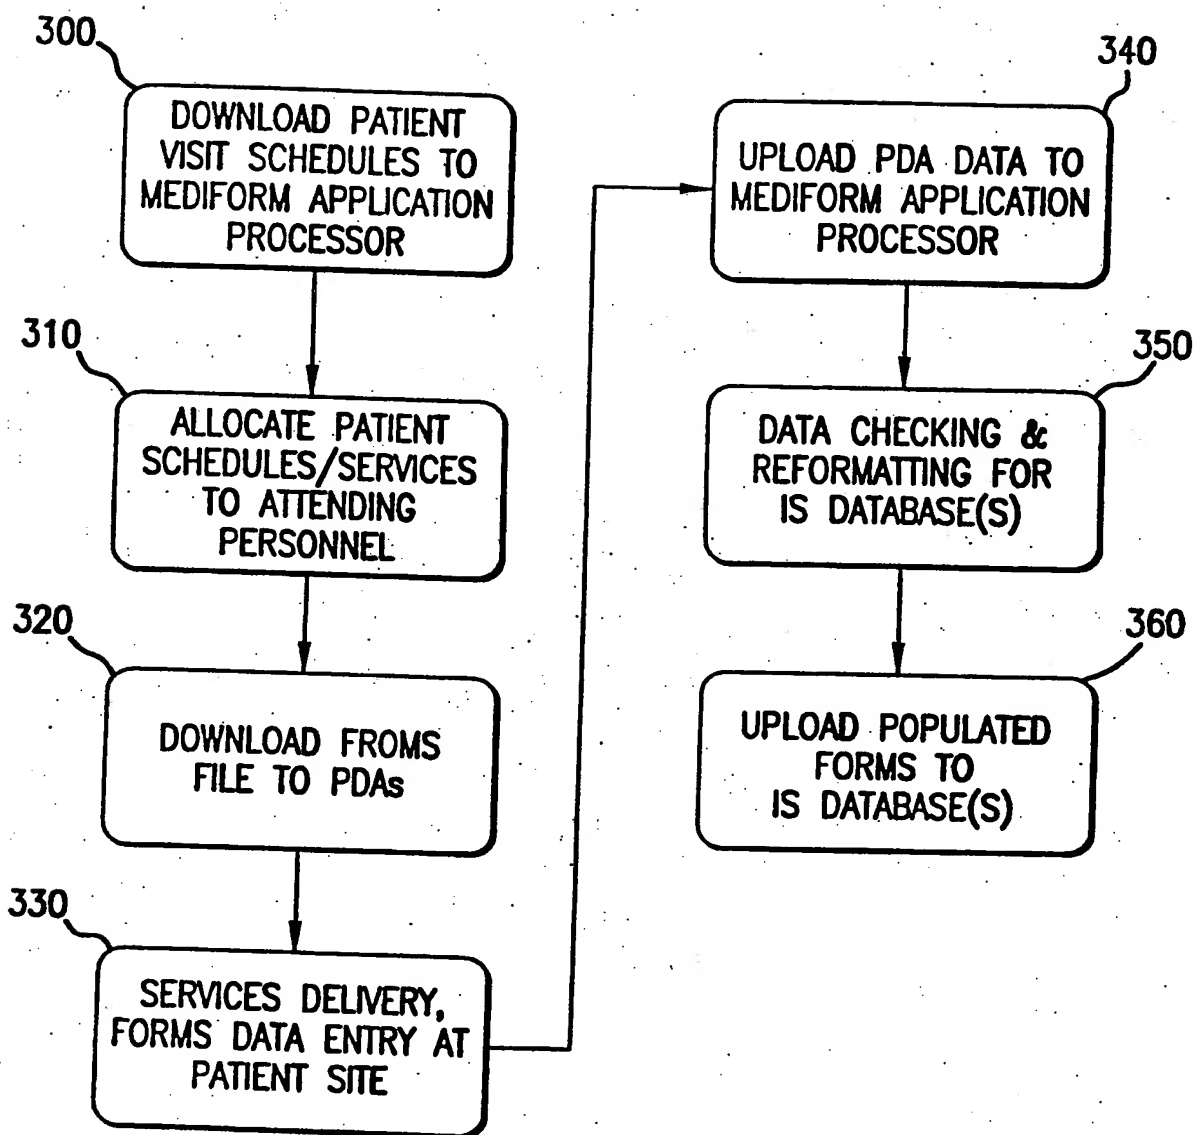 300
DOWNLOAD PATIENT
VISIT SCHEDULES TO
MEDIFORM APPLICATION
PROCESSOR
310
ALLOCATE PATIENT
SCHEDULES/SERVICES
TO ATTENDING
PERSONNEL
320
DOWNLOAD FROMS
FILE TO PDAs
330
SERVICES DELIVERY,
FORMS DATA ENTRY AT
PATIENT SITE
340
UPLOAD PDA DATA TO
MEDIFORM APPLICATION
PROCESSOR
350
DATA CHECKING &
REFORMATTING FOR
IS DATABASE(S)
360
UPLOAD POPULATED
FORMS TO
IS DATABASE(S)